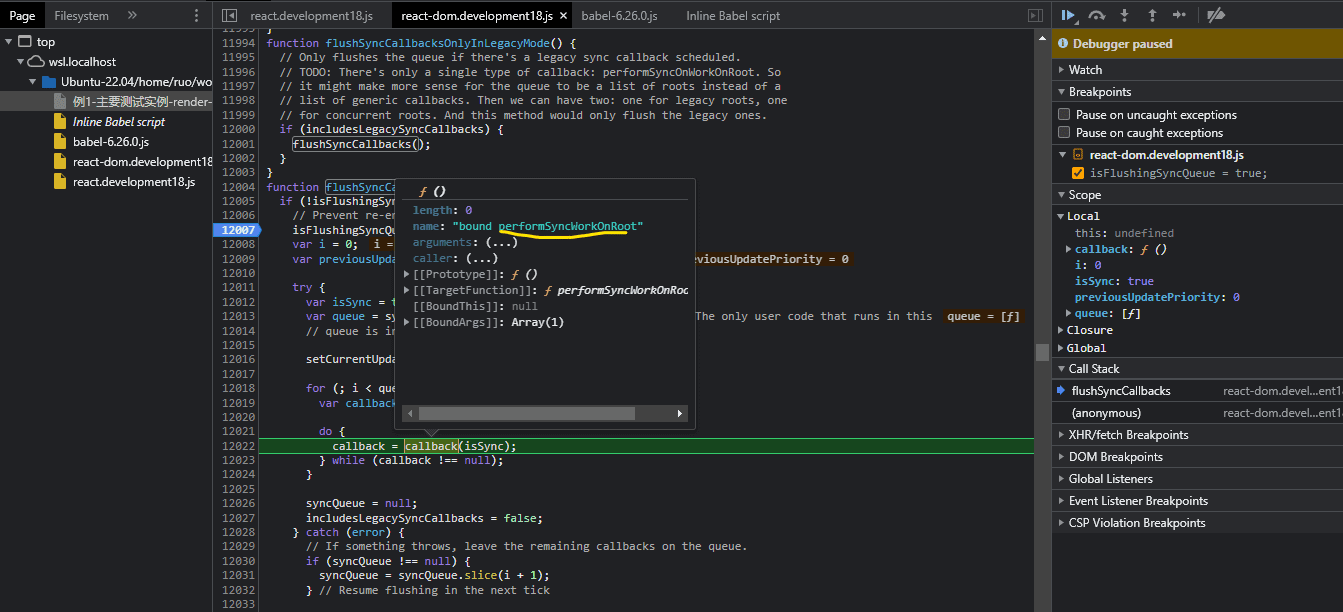 Page Filesystem » react.development18.js react-dom.development18.js × babel-6.26.0.js Inline Babel script
top
wsl.localhost
Ubuntu-22.04/home/ruo/wo
例1-主要测试实例-render-
Inline Babel script
babel-6.26.0.js
react-dom.development18
react.development18.js
11994 function flushSyncCallbacksOnlyInLegacyMode() {
11995 // Only flushes the queue if there's a legacy sync callback scheduled.
11996 // TODO: There's only a single type of callback: performSyncOnWorkOnRoot. So
11997 // it might make more sense for the queue to be a list of roots instead of a
11998 // list of generic callbacks. Then we can have two: one for legacy roots, one
11999 // for concurrent roots. And this method would only flush the legacy ones.
12000 if (includesLegacySyncCallbacks) {
12001 flushSyncCallbacks();
12002 }
12003 }
12004 function flushSyncCa
12005 if (!isFlushingSyn
12006 // Prevent re-en
12007 isFlushingSyncQu
12008 var i = 0; i =
12009 var previousUpda eviousUpdatePriority = 0
12010
12011 try {
12012 var isSync = t
12013 var queue = sy The only user code that runs in this queue = [ƒ]
12014 // queue is in
12015
12016 setCurrentUpda
12017
12018 for (; i < que
12019 var callback
12020
12021 do {
12022 callback = callback(isSync);
12023 } while (callback !== null);
12024 }
12025
12026 syncQueue = null;
12027 includesLegacySyncCallbacks = false;
12028 } catch (error) {
12029 // If something throws, leave the remaining callbacks on the queue.
12030 if (syncQueue !== null) {
12031 syncQueue = syncQueue.slice(i + 1);
12032 } // Resume flushing in the next tick
12033
ƒ ()
length: 0
name: "bound performSyncWorkOnRoot"
arguments: (...)
caller: (...)
[[Prototype]]: ƒ ()
[[TargetFunction]]: ƒ performSyncWorkOnRoo
[[BoundThis]]: null
[[BoundArgs]]: Array(1)
Debugger paused
Watch
Breakpoints
Pause on uncaught exceptions
Pause on caught exceptions
react-dom.development18.js
isFlushingSyncQueue = true;
Scope
Local
this: undefined
callback: ƒ ()
i: 0
isSync: true
previousUpdatePriority: 0
queue: [ƒ]
Closure
Global
Call Stack
flushSyncCallbacks react-dom.devel…ent1
(anonymous) react-dom.devel…ent1
XHR/fetch Breakpoints
DOM Breakpoints
Global Listeners
Event Listener Breakpoints
CSP Violation Breakpoints